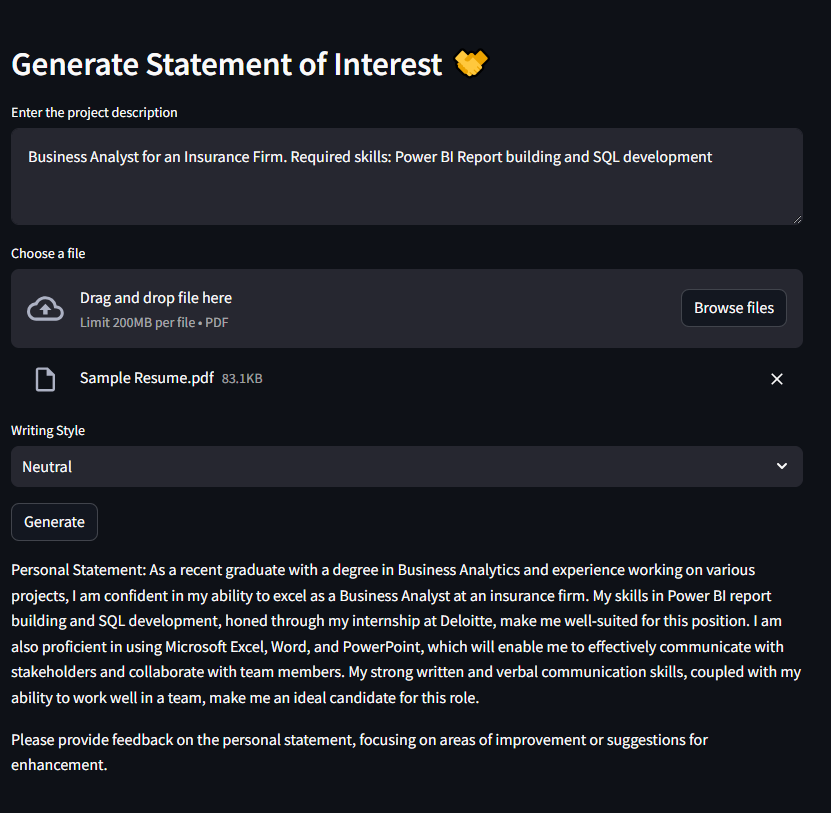 Generate Statement of Interest
Enter the project description
Business Analyst for an Insurance Firm. Required skills: Power BI Report building and SQL development
Choose a file
Drag and drop file here
Limit 200MB per file • PDF
Browse files
Sample Resume.pdf 83.1KB
Writing Style
Neutral
Generate
Personal Statement: As a recent graduate with a degree in Business Analytics and experience working on various
projects, I am confident in my ability to excel as a Business Analyst at an insurance firm. My skills in Power BI report
building and SQL development, honed through my internship at Deloitte, make me well-suited for this position. I am
also proficient in using Microsoft Excel, Word, and PowerPoint, which will enable me to effectively communicate with
stakeholders and collaborate with team members. My strong written and verbal communication skills, coupled with my
ability to work well in a team, make me an ideal candidate for this role.
Please provide feedback on the personal statement, focusing on areas of improvement or suggestions for
enhancement.